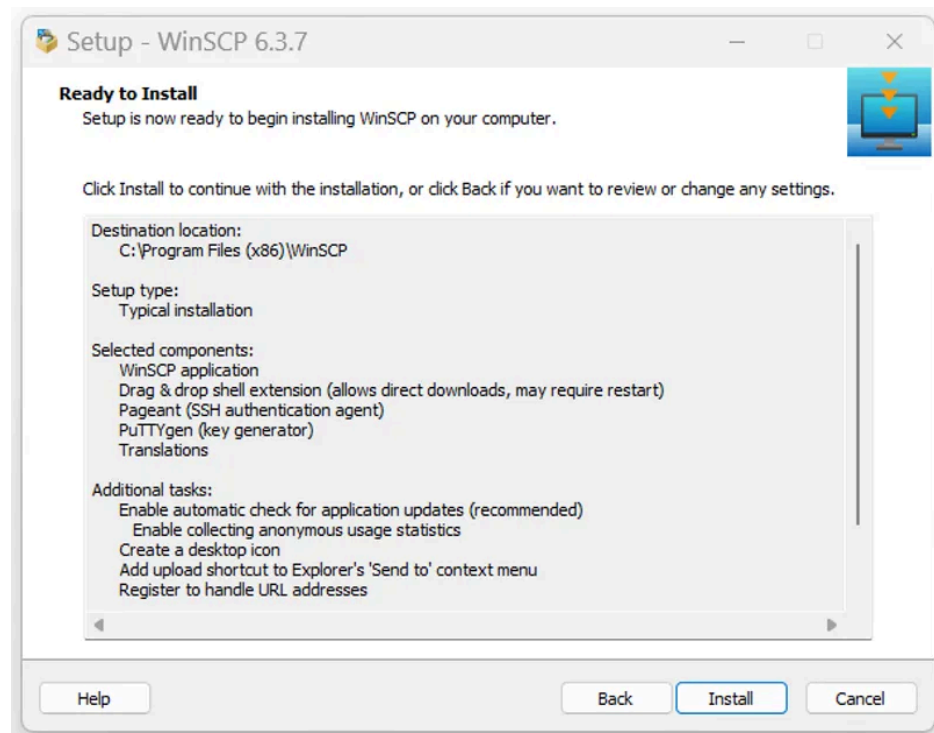 Setup - WinSCP 6.3.7
Ready to Install
Setup is now ready to begin installing WinSCP on your computer.
Click Install to continue with the installation, or click Back if you want to review or change any settings.
Destination location:
C:\Program Files (x86)\WinSCP
Setup type:
Typical installation
Selected components:
WinSCP application
Drag & drop shell extension (allows direct downloads, may require restart)
Pageant (SSH authentication agent)
PuTTYgen (key generator)
Translations
Additional tasks:
Enable automatic check for application updates (recommended)
Enable collecting anonymous usage statistics
Create a desktop icon
Add upload shortcut to Explorer's 'Send to' context menu
Register to handle URL addresses
Help
Back
Install
Cancel